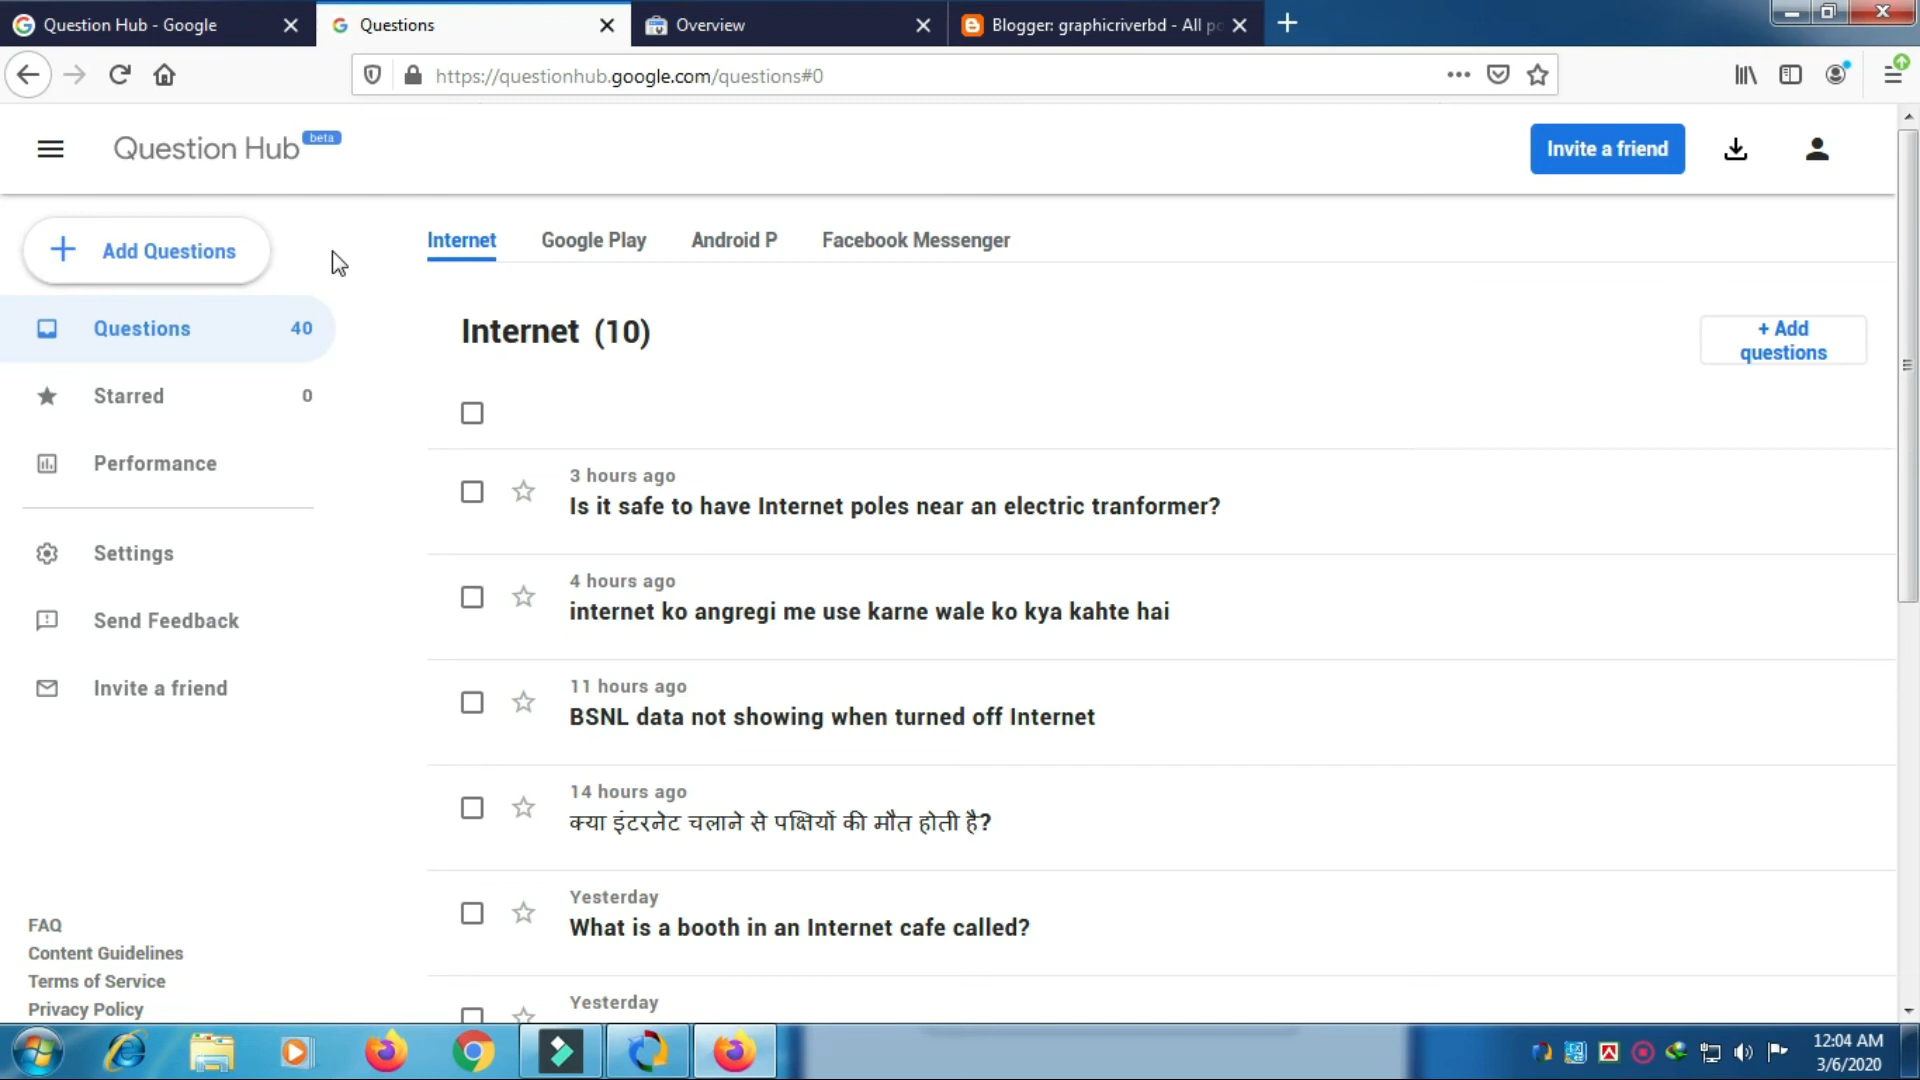 Question Hub - Google
Questions
Overview
Blogger: graphicriverbd - All po
https://questionhub.google.com/questions#0
Question Hub beta
Invite a friend
Add Questions
Internet Google Play Android P Facebook Messenger
Questions 40
Internet (10)
+ Add questions
Starred 0
Performance
3 hours ago
Is it safe to have Internet poles near an electric tranformer?
Settings
4 hours ago
internet ko angregi me use karne wale ko kya kahte hai
Send Feedback
Invite a friend
11 hours ago
BSNL data not showing when turned off Internet
14 hours ago
क्या इंटरनेट चलाने से पक्षियों की मौत होती है?
Yesterday
What is a booth in an Internet cafe called?
FAQ
Content Guidelines
Terms of Service
Privacy Policy
Yesterday
12:04 AM
3/6/2020